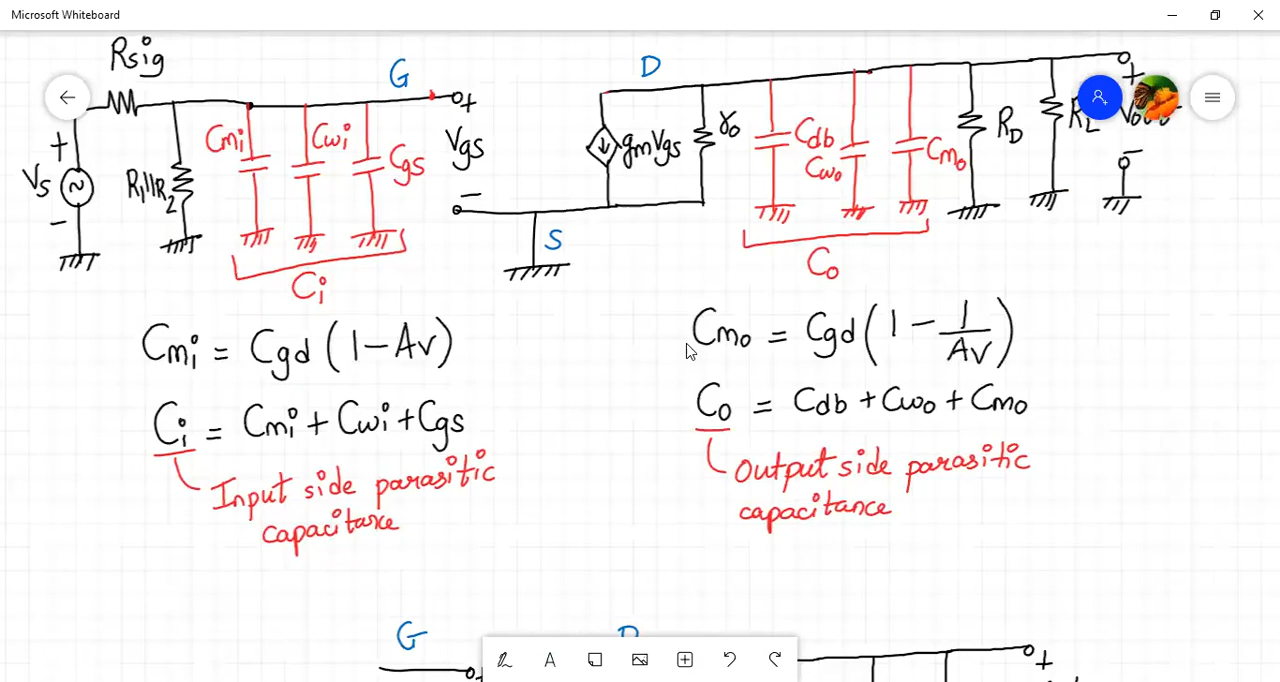 Microsoft Whiteboard
Rsig
G
D
+
+
+
Cmi
Cwi
Cgs
Vgs
gmVgs
ro
Cdb
Cwo
Cmo
RD
RL
Vs
R1||R2
−
−
−
S
Ci
Co
Cmi = Cgd (1 − Av)
Cmo = Cgd (1 − 1/Av)
Ci = Cmi + Cwi + Cgs
Co = Cdb + Cwo + Cmo
Input side parasitic
capacitance
Output side parasitic
capacitance
G
+
A